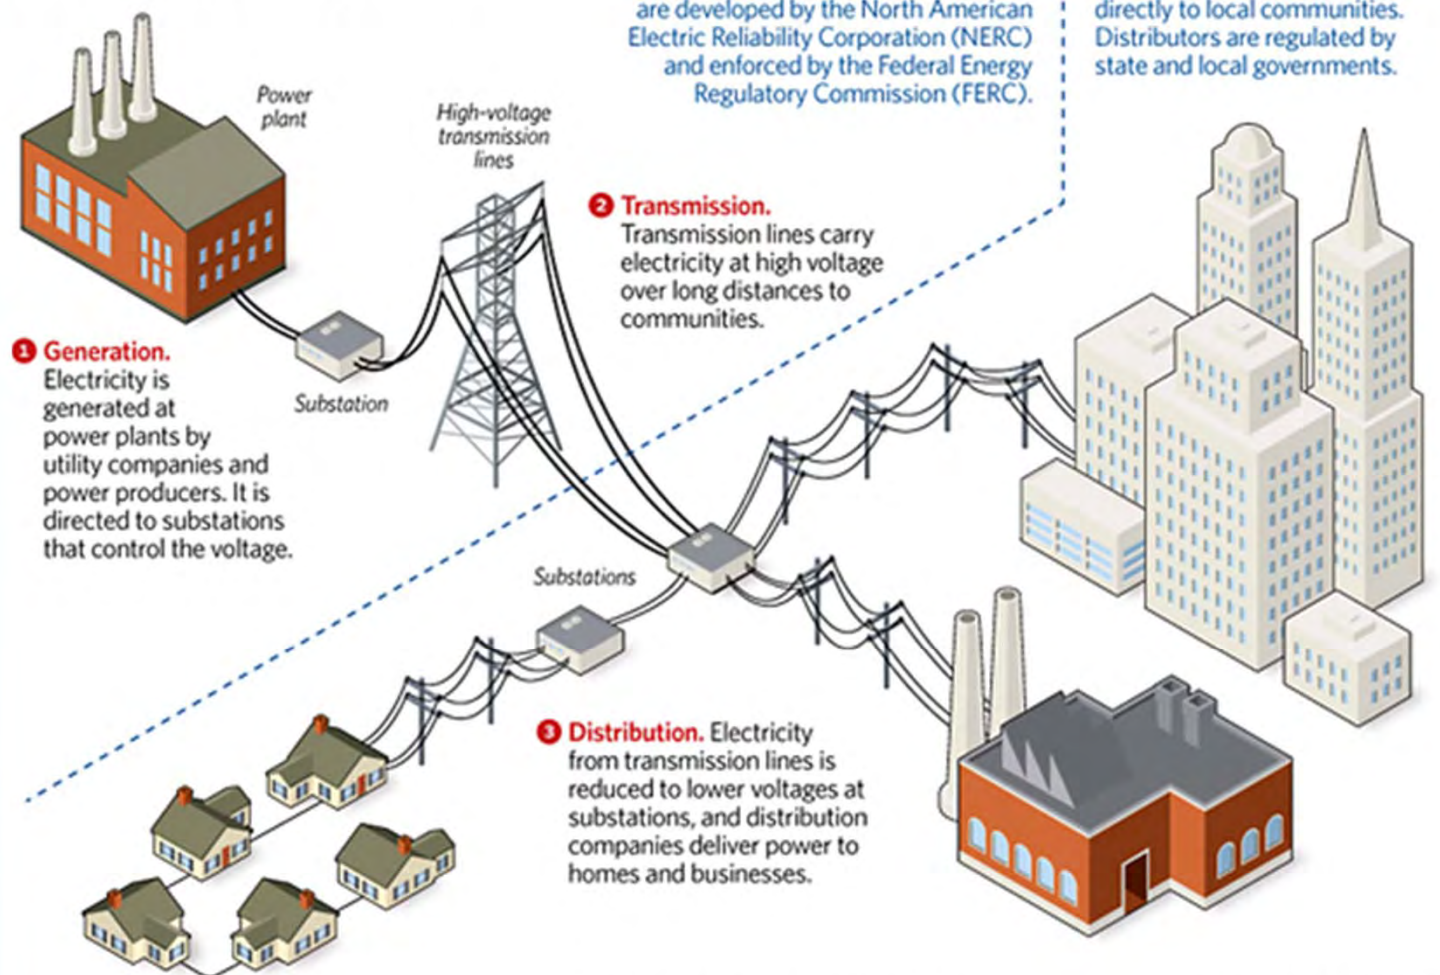 are developed by the North American
Electric Reliability Corporation (NERC)
and enforced by the Federal Energy
Regulatory Commission (FERC).
directly to local communities.
Distributors are regulated by
state and local governments.
Power
plant
High-voltage
transmission
lines
2 Transmission.
Transmission lines carry
electricity at high voltage
over long distances to
communities.
1 Generation.
Electricity is
generated at
power plants by
utility companies and
power producers. It is
directed to substations
that control the voltage.
Substation
Substations
3 Distribution. Electricity
from transmission lines is
reduced to lower voltages at
substations, and distribution
companies deliver power to
homes and businesses.